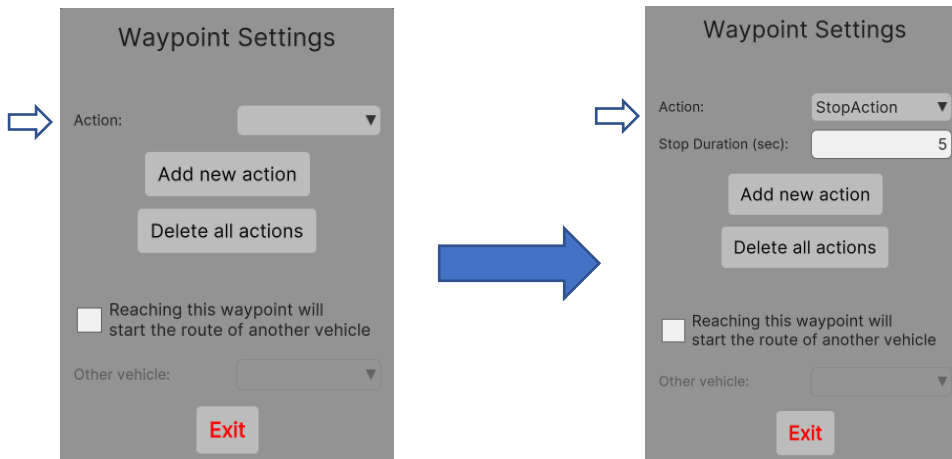 Waypoint Settings
Action:
Add new action
Delete all actions
Reaching this waypoint will
start the route of another vehicle
Other vehicle:
Exit
Waypoint Settings
Action: StopAction
Stop Duration (sec): 5
Add new action
Delete all actions
Reaching this waypoint will
start the route of another vehicle
Other vehicle:
Exit